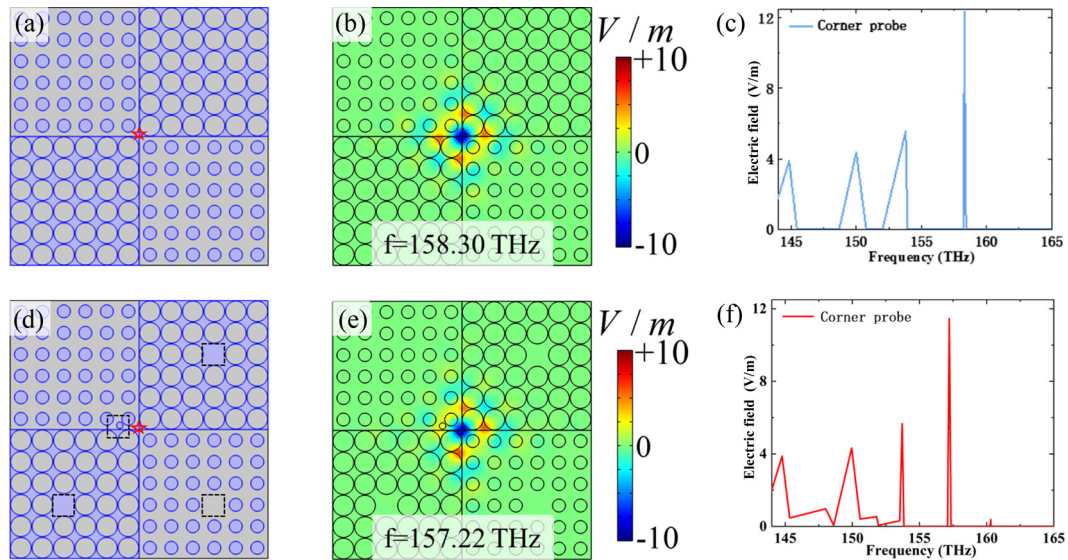 (a)
(b)
f=158.30 THz
V / m
+10
0
-10
(c)
Corner probe
Electric field (V/m)
12
8
4
0
145
150
155
160
165
Frequency (THz)
(d)
(e)
f=157.22 THz
V / m
+10
0
-10
(f)
Corner probe
Electric field (V/m)
12
8
4
0
145
150
155
160
165
Frequency (THz)